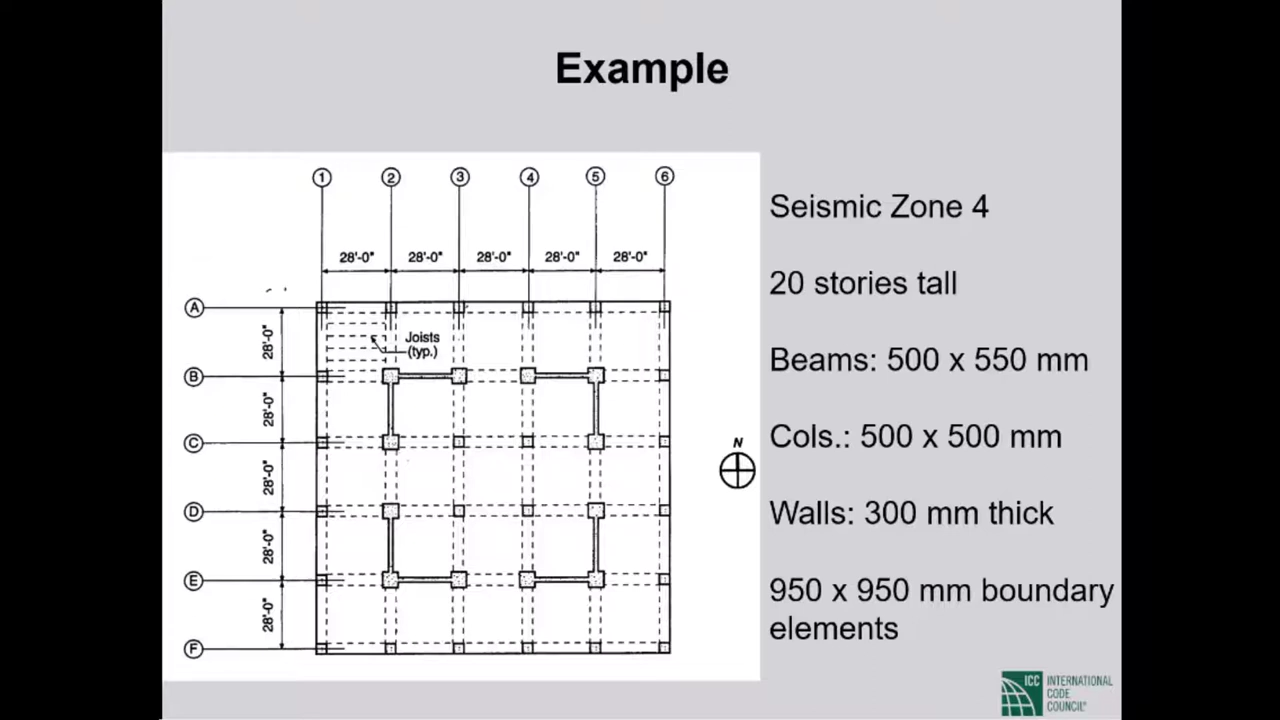 Example
1 2 3 4 5 6
28'-0" 28'-0" 28'-0" 28'-0" 28'-0"
A
28'-0"
Joists
(typ.)
B
28'-0"
C
28'-0"
D
28'-0"
E
28'-0"
F
N
Seismic Zone 4
20 stories tall
Beams: 500 x 550 mm
Cols.: 500 x 500 mm
Walls: 300 mm thick
950 x 950 mm boundary
elements
ICC
INTERNATIONAL
CODE
COUNCIL®